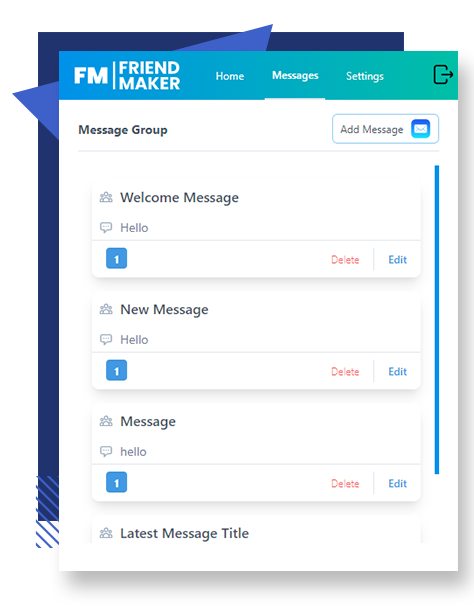 FM FRIEND MAKER
Home Messages Settings
Message Group
Add Message
Welcome Message
Hello
1 Delete Edit
New Message
Hello
1 Delete Edit
Message
hello
1 Delete Edit
Latest Message Title